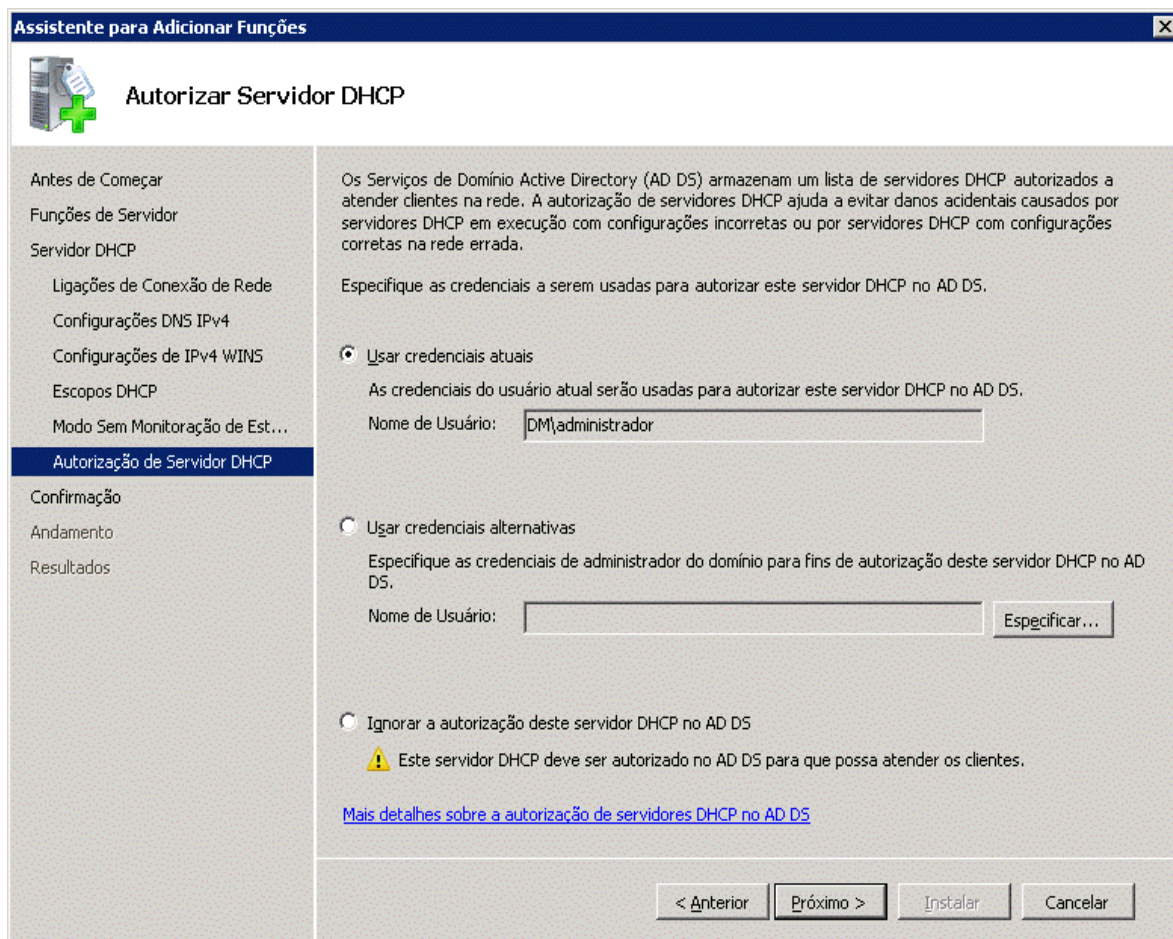 Assistente para Adicionar Funções
Autorizar Servidor DHCP
Antes de Começar
Funções de Servidor
Servidor DHCP
Ligações de Conexão de Rede
Configurações DNS IPv4
Configurações de IPv4 WINS
Escopos DHCP
Modo Sem Monitoração de Est...
Autorização de Servidor DHCP
Confirmação
Andamento
Resultados
Os Serviços de Domínio Active Directory (AD DS) armazenam um lista de servidores DHCP autorizados a
atender clientes na rede. A autorização de servidores DHCP ajuda a evitar danos acidentais causados por
servidores DHCP em execução com configurações incorretas ou por servidores DHCP com configurações
corretas na rede errada.
Especifique as credenciais a serem usadas para autorizar este servidor DHCP no AD DS.
Usar credenciais atuais
As credenciais do usuário atual serão usadas para autorizar este servidor DHCP no AD DS.
Nome de Usuário: DM\administrador
Usar credenciais alternativas
Especifique as credenciais de administrador do domínio para fins de autorização deste servidor DHCP no AD
DS.
Nome de Usuário: Especificar...
Ignorar a autorização deste servidor DHCP no AD DS
Este servidor DHCP deve ser autorizado no AD DS para que possa atender os clientes.
Mais detalhes sobre a autorização de servidores DHCP no AD DS
< Anterior Próximo > Instalar Cancelar